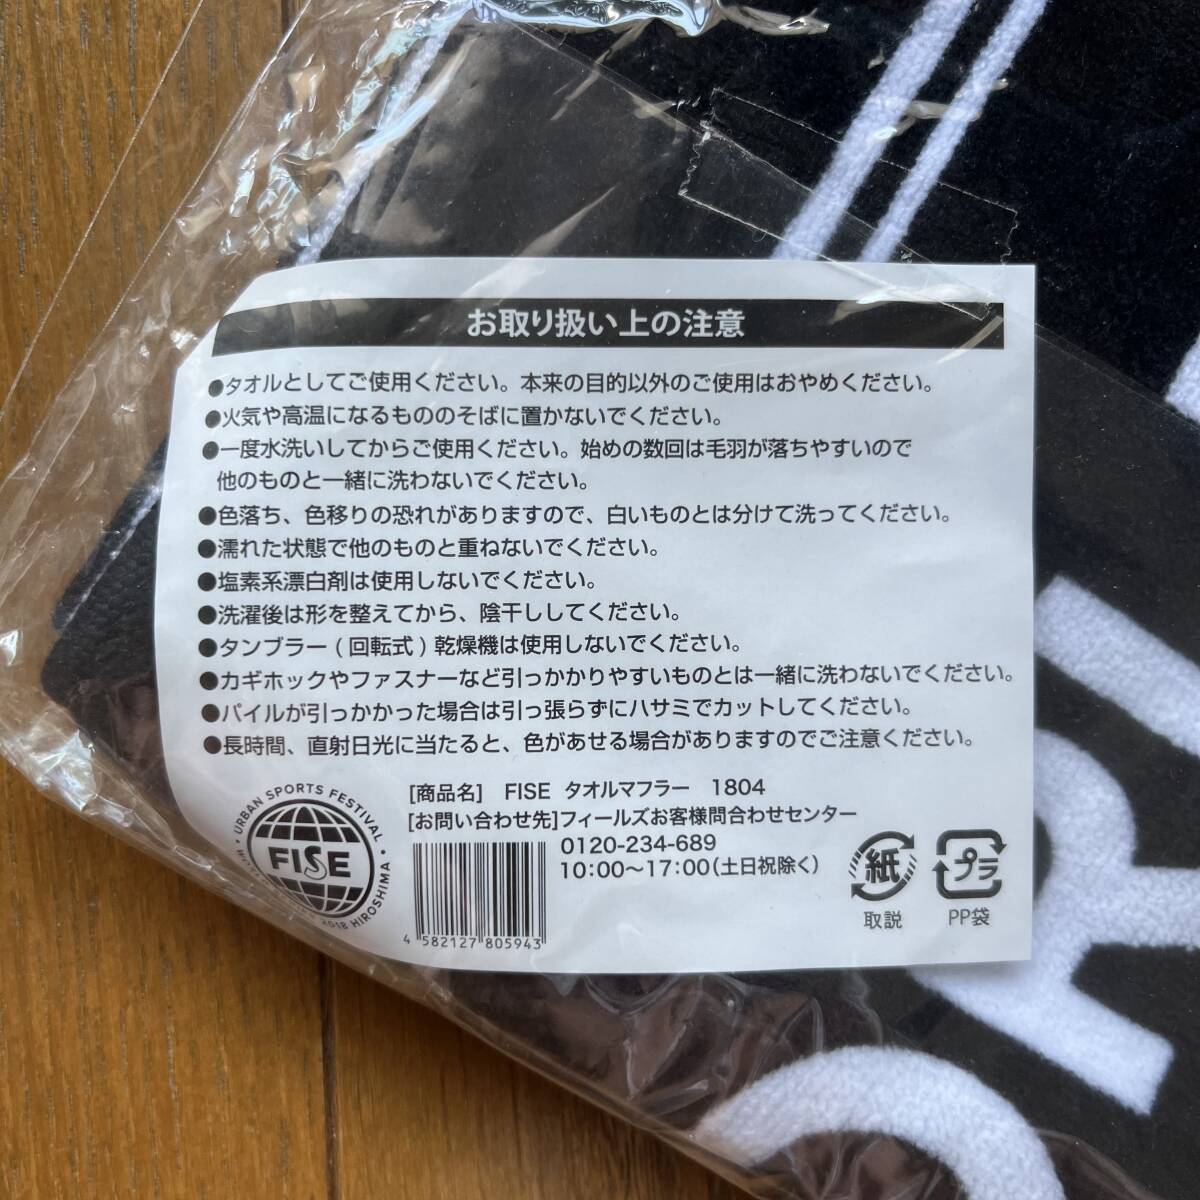 お取り扱い上の注意
●タオルとしてご使用ください。本来の目的以外のご使用はおやめください。
●火気や高温になるもののそばに置かないでください。
●一度水洗いしてからご使用ください。始めの数回は毛羽が落ちやすいので
他のものと一緒に洗わないでください。
●色落ち、色移りの恐れがありますので、白いものとは分けて洗ってください。
●濡れた状態で他のものと重ねないでください。
●塩素系漂白剤は使用しないでください。
●洗濯後は形を整えてから、陰干ししてください。
●タンブラー(回転式)乾燥機は使用しないでください。
●カギホックやファスナーなど引っかかりやすいものとは一緒に洗わないでください。
●パイルが引っかかった場合は引っ張らずにハサミでカットしてください。
●長時間、直射日光に当たると、色があせる場合がありますのでご注意ください。
[商品名] FISE タオルマフラー 1804
[お問い合わせ先]フィールズお客様問合わせセンター
0120-234-689
10:00～17:00(土日祝除く)
URBAN SPORTS FESTIVAL
FISE
2018 HIROSHIMA
4 582127 805943
紙
取説
プラ
PP袋